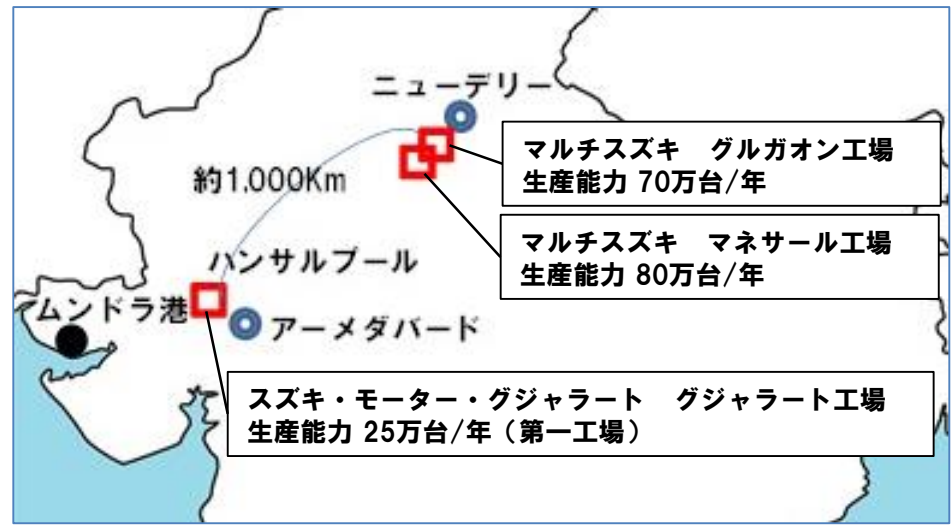 ニューデリー
マルチスズキ　グルガオン工場
生産能力 70万台/年
約1,000Km
マルチスズキ　マネサール工場
生産能力 80万台/年
ハンサルプール
ムンドラ港
アーメダバード
スズキ・モーター・グジャラート　グジャラート工場
生産能力 25万台/年（第一工場）